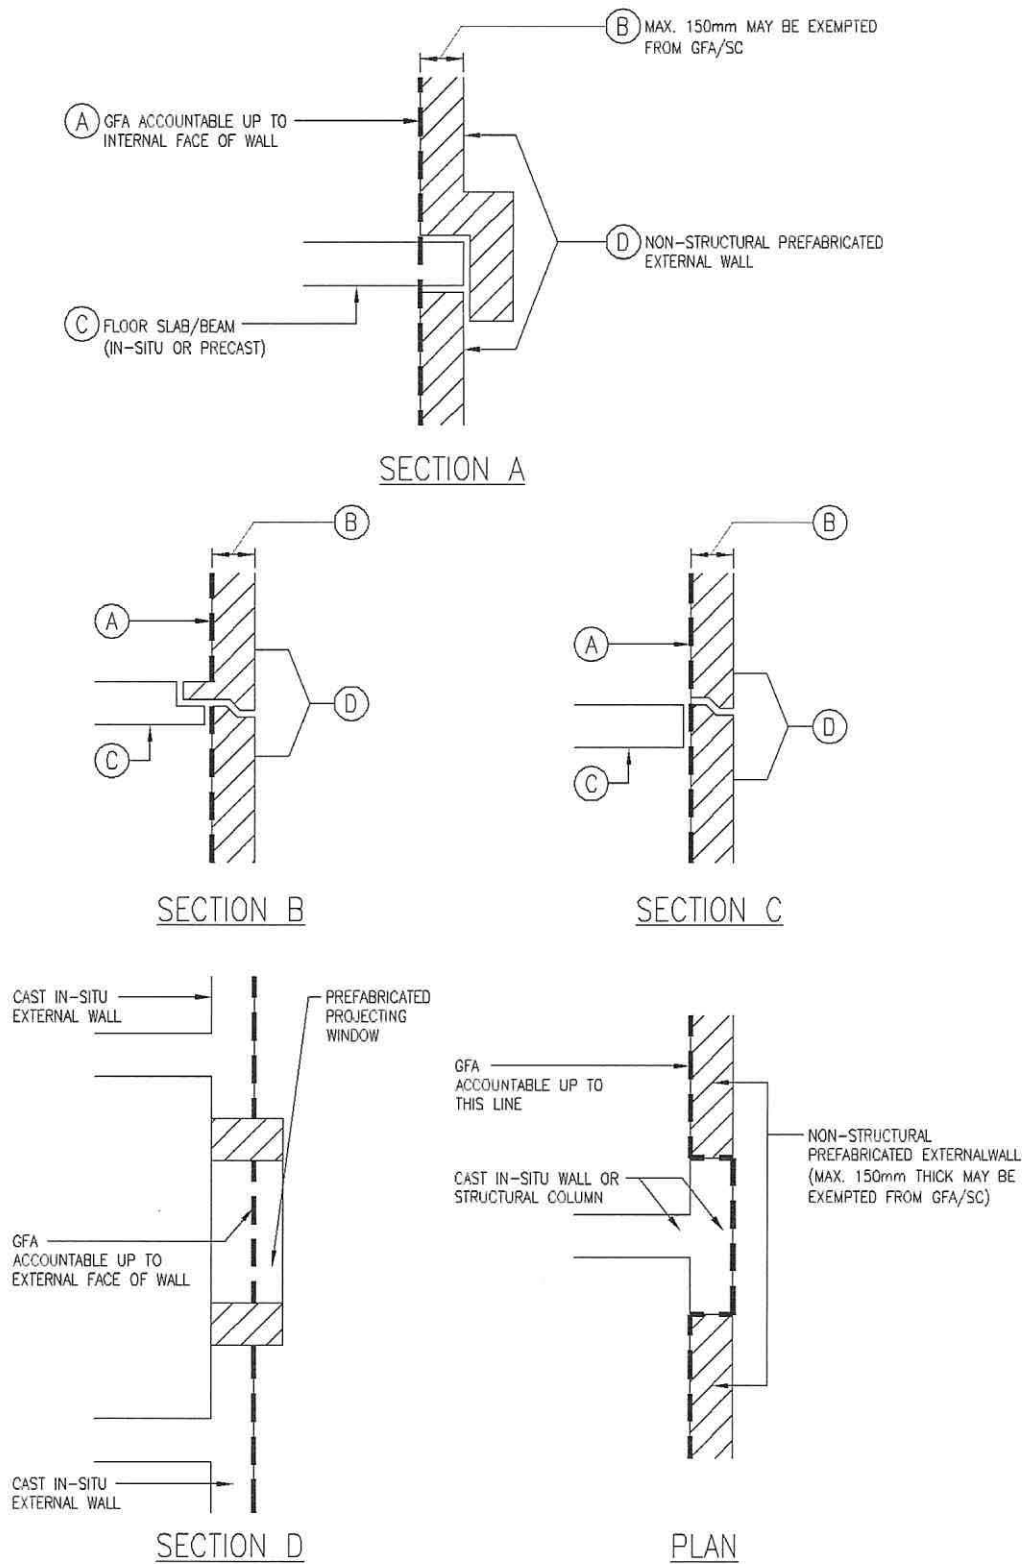 B MAX. 150mm MAY BE EXEMPTED
FROM GFA/SC
A GFA ACCOUNTABLE UP TO
INTERNAL FACE OF WALL
D NON-STRUCTURAL PREFABRICATED
EXTERNAL WALL
C FLOOR SLAB/BEAM
(IN-SITU OR PRECAST)
SECTION A
B
A
D
C
SECTION B
B
A
D
C
SECTION C
CAST IN-SITU
EXTERNAL WALL
PREFABRICATED
PROJECTING
WINDOW
GFA
ACCOUNTABLE UP TO
EXTERNAL FACE OF WALL
CAST IN-SITU
EXTERNAL WALL
SECTION D
GFA
ACCOUNTABLE UP TO
THIS LINE
CAST IN-SITU WALL OR
STRUCTURAL COLUMN
NON-STRUCTURAL
PREFABRICATED EXTERNALWALL
(MAX. 150mm THICK MAY BE
EXEMPTED FROM GFA/SC)
PLAN